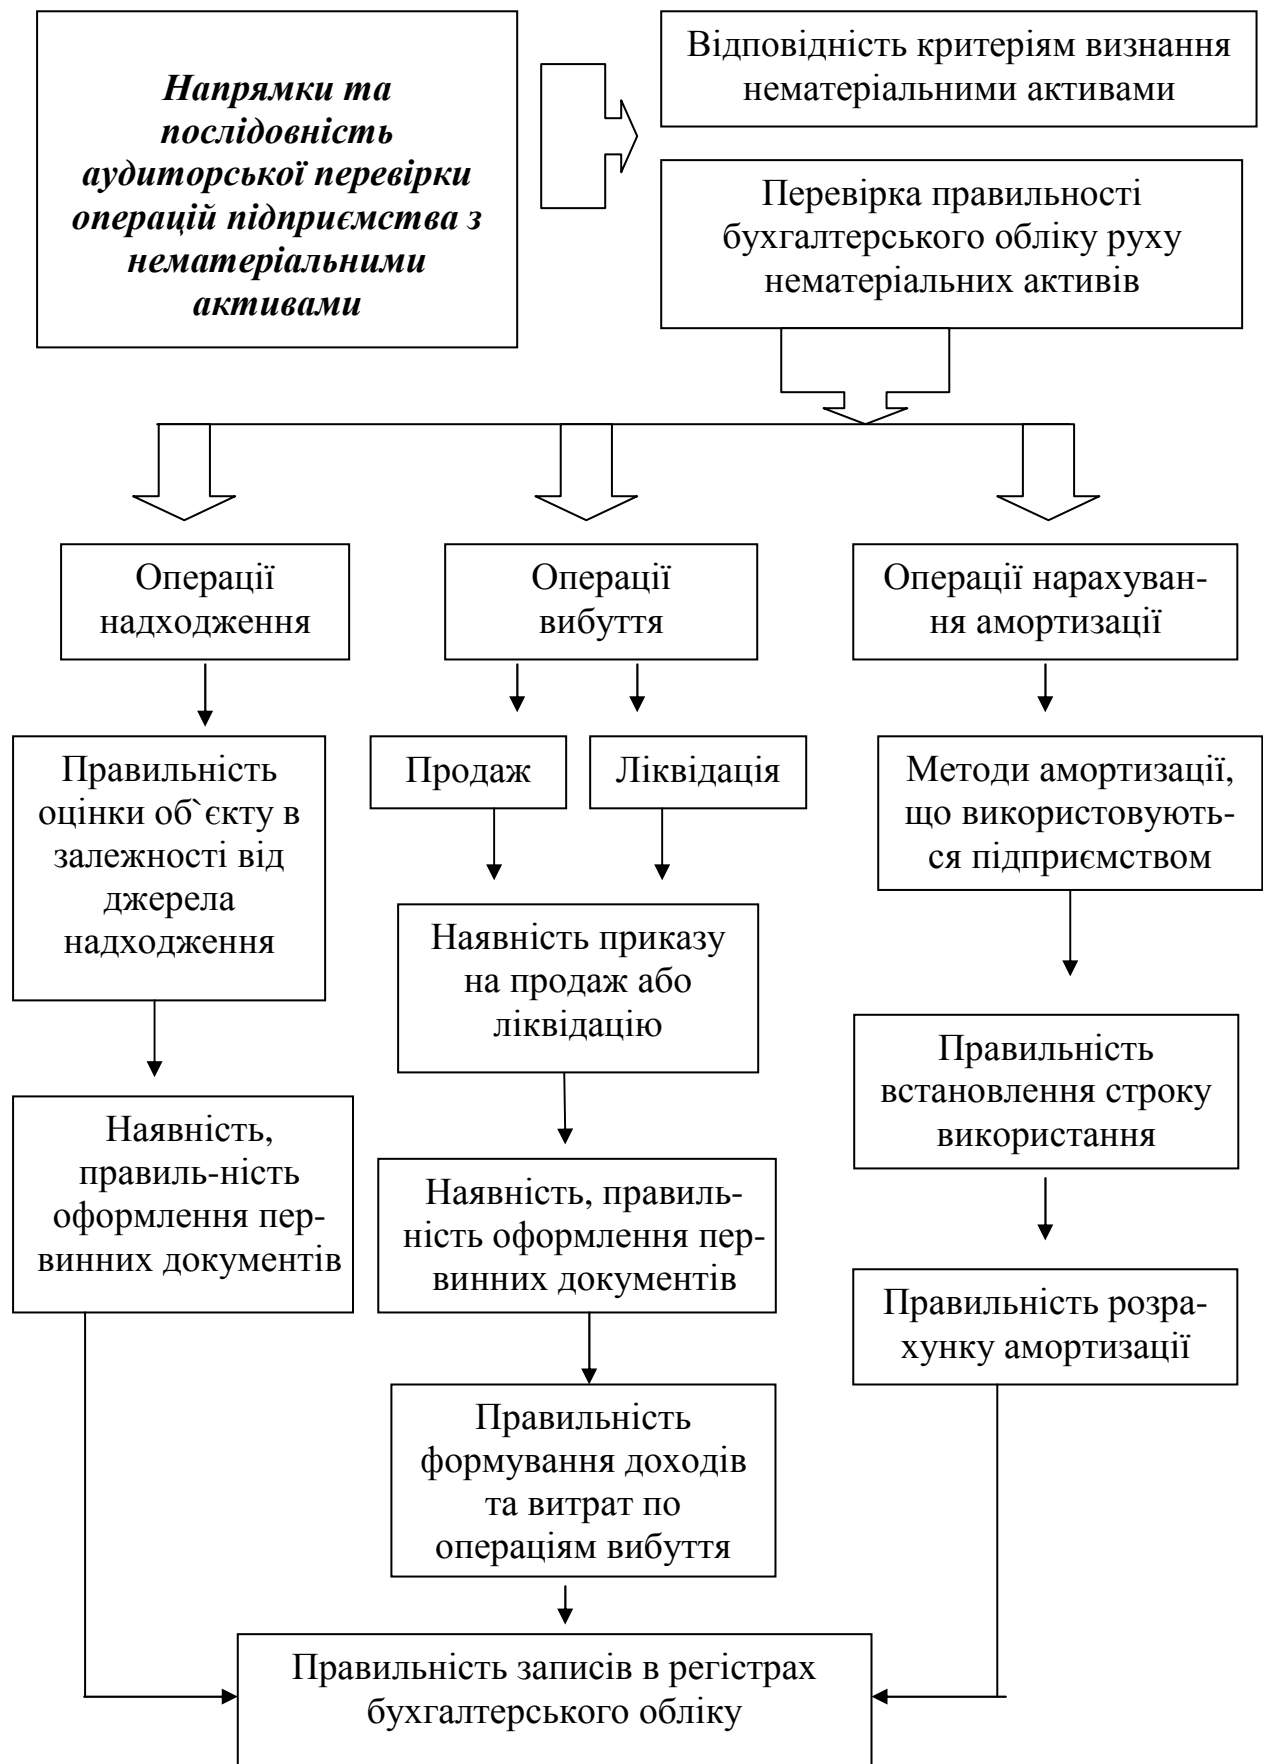 Напрямки та
послідовність
аудиторської перевірки
операцій підприємства з
нематеріальними
активами
Відповідність критеріям визнання
нематеріальними активами
Перевірка правильності
бухгалтерського обліку руху
нематеріальних активів
Операції
надходження
Операції
вибуття
Операції нарахуван-
ня амортизації
Правильність
оцінки об`єкту в
залежності від
джерела
надходження
Продаж
Ліквідація
Методи амортизації,
що використовують-
ся підприємством
Наявність приказу
на продаж або
ліквідацію
Правильність
встановлення строку
використання
Наявність,
правиль-ність
оформлення пер-
винних документів
Наявність, правиль-
ність оформлення пер-
винних документів
Правильність розра-
хунку амортизації
Правильність
формування доходів
та витрат по
операціям вибуття
Правильність записів в регістрах
бухгалтерського обліку